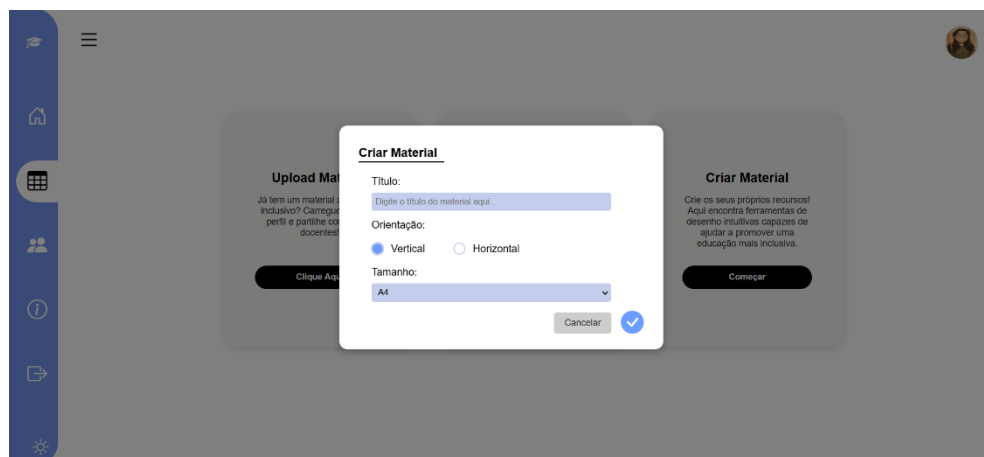 Criar Material
Título:
Digite o título do material aqui...
Orientação:
Vertical
Horizontal
Tamanho:
A4
Cancelar
Upload Mat
Já tem um material
inclusivo? Carregue
perfil e partilhe co
docentes!
Clique Aqu
Criar Material
Crie os seus próprios recursos!
Aqui encontra ferramentas de
desenho intuitivas capazes de
ajudar a promover uma
educação mais inclusiva.
Começar